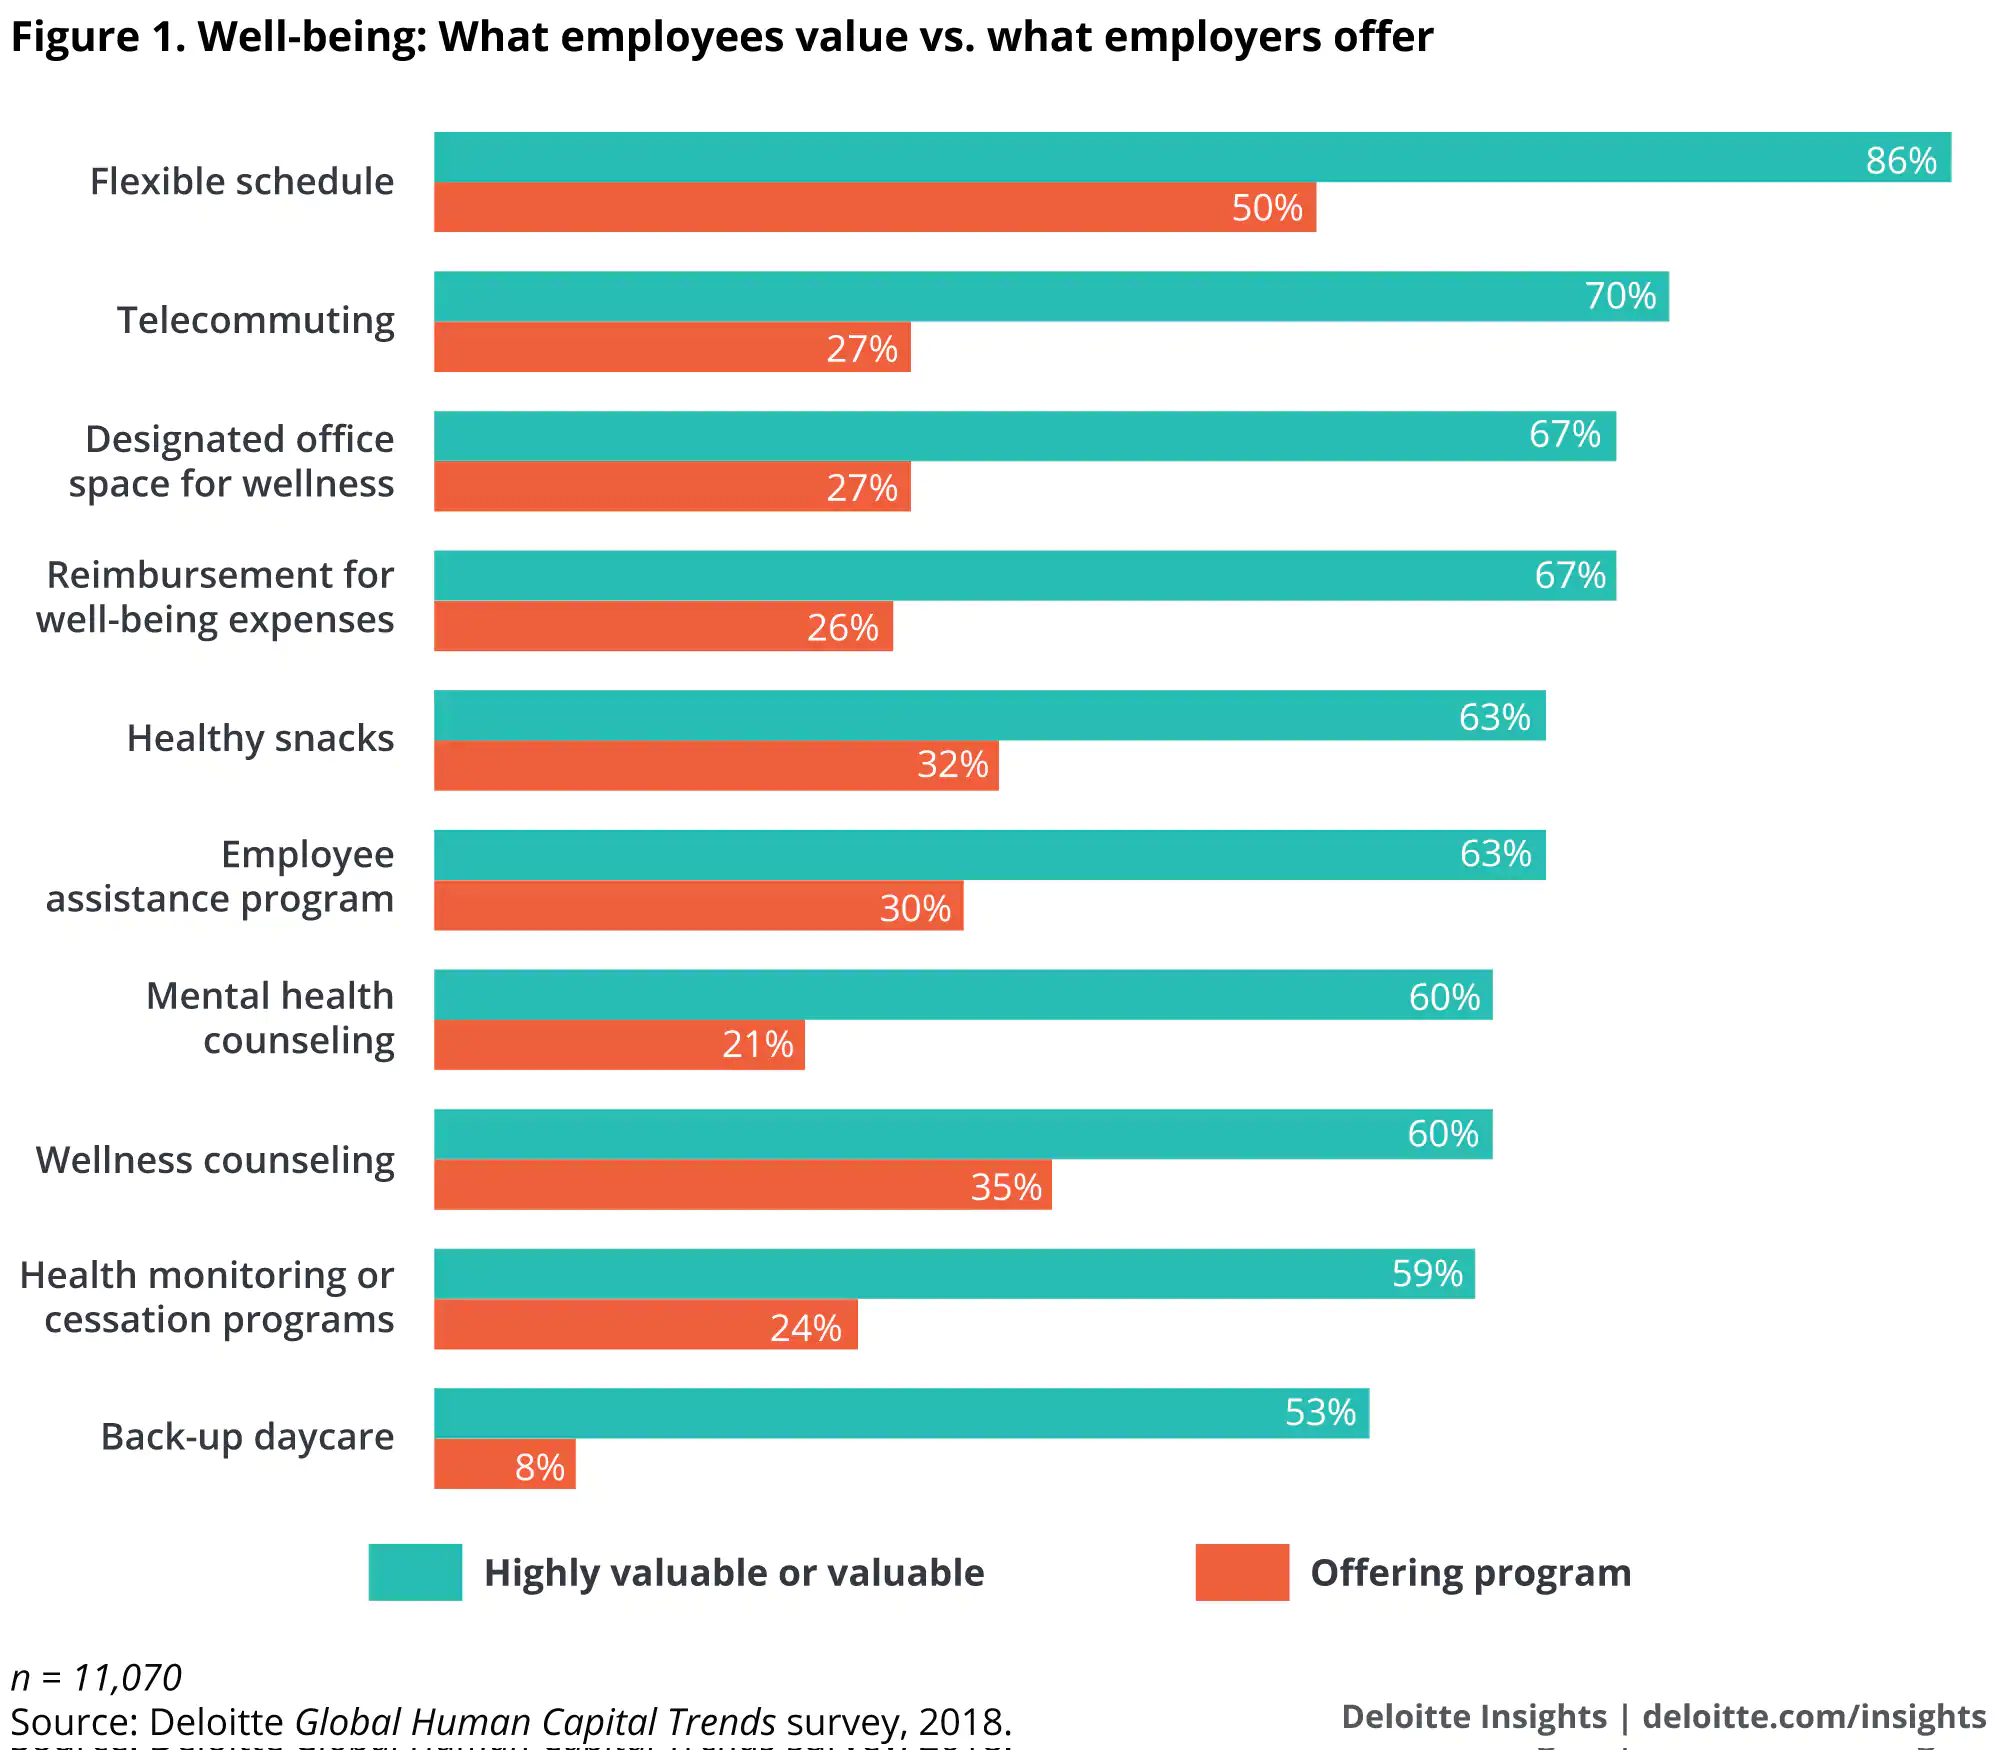 Figure 1. Well-being: What employees value vs. what employers offer
Flexible schedule
86%
50%
Telecommuting
70%
27%
Designated office
space for wellness
67%
27%
Reimbursement for
well-being expenses
67%
26%
Healthy snacks
63%
32%
Employee
assistance program
63%
30%
Mental health
counseling
60%
21%
Wellness counseling
60%
35%
Health monitoring or
cessation programs
59%
24%
Back-up daycare
53%
8%
Highly valuable or valuable
Offering program
n = 11,070
Source: Deloitte Global Human Capital Trends survey, 2018.
Deloitte Insights | deloitte.com/insights